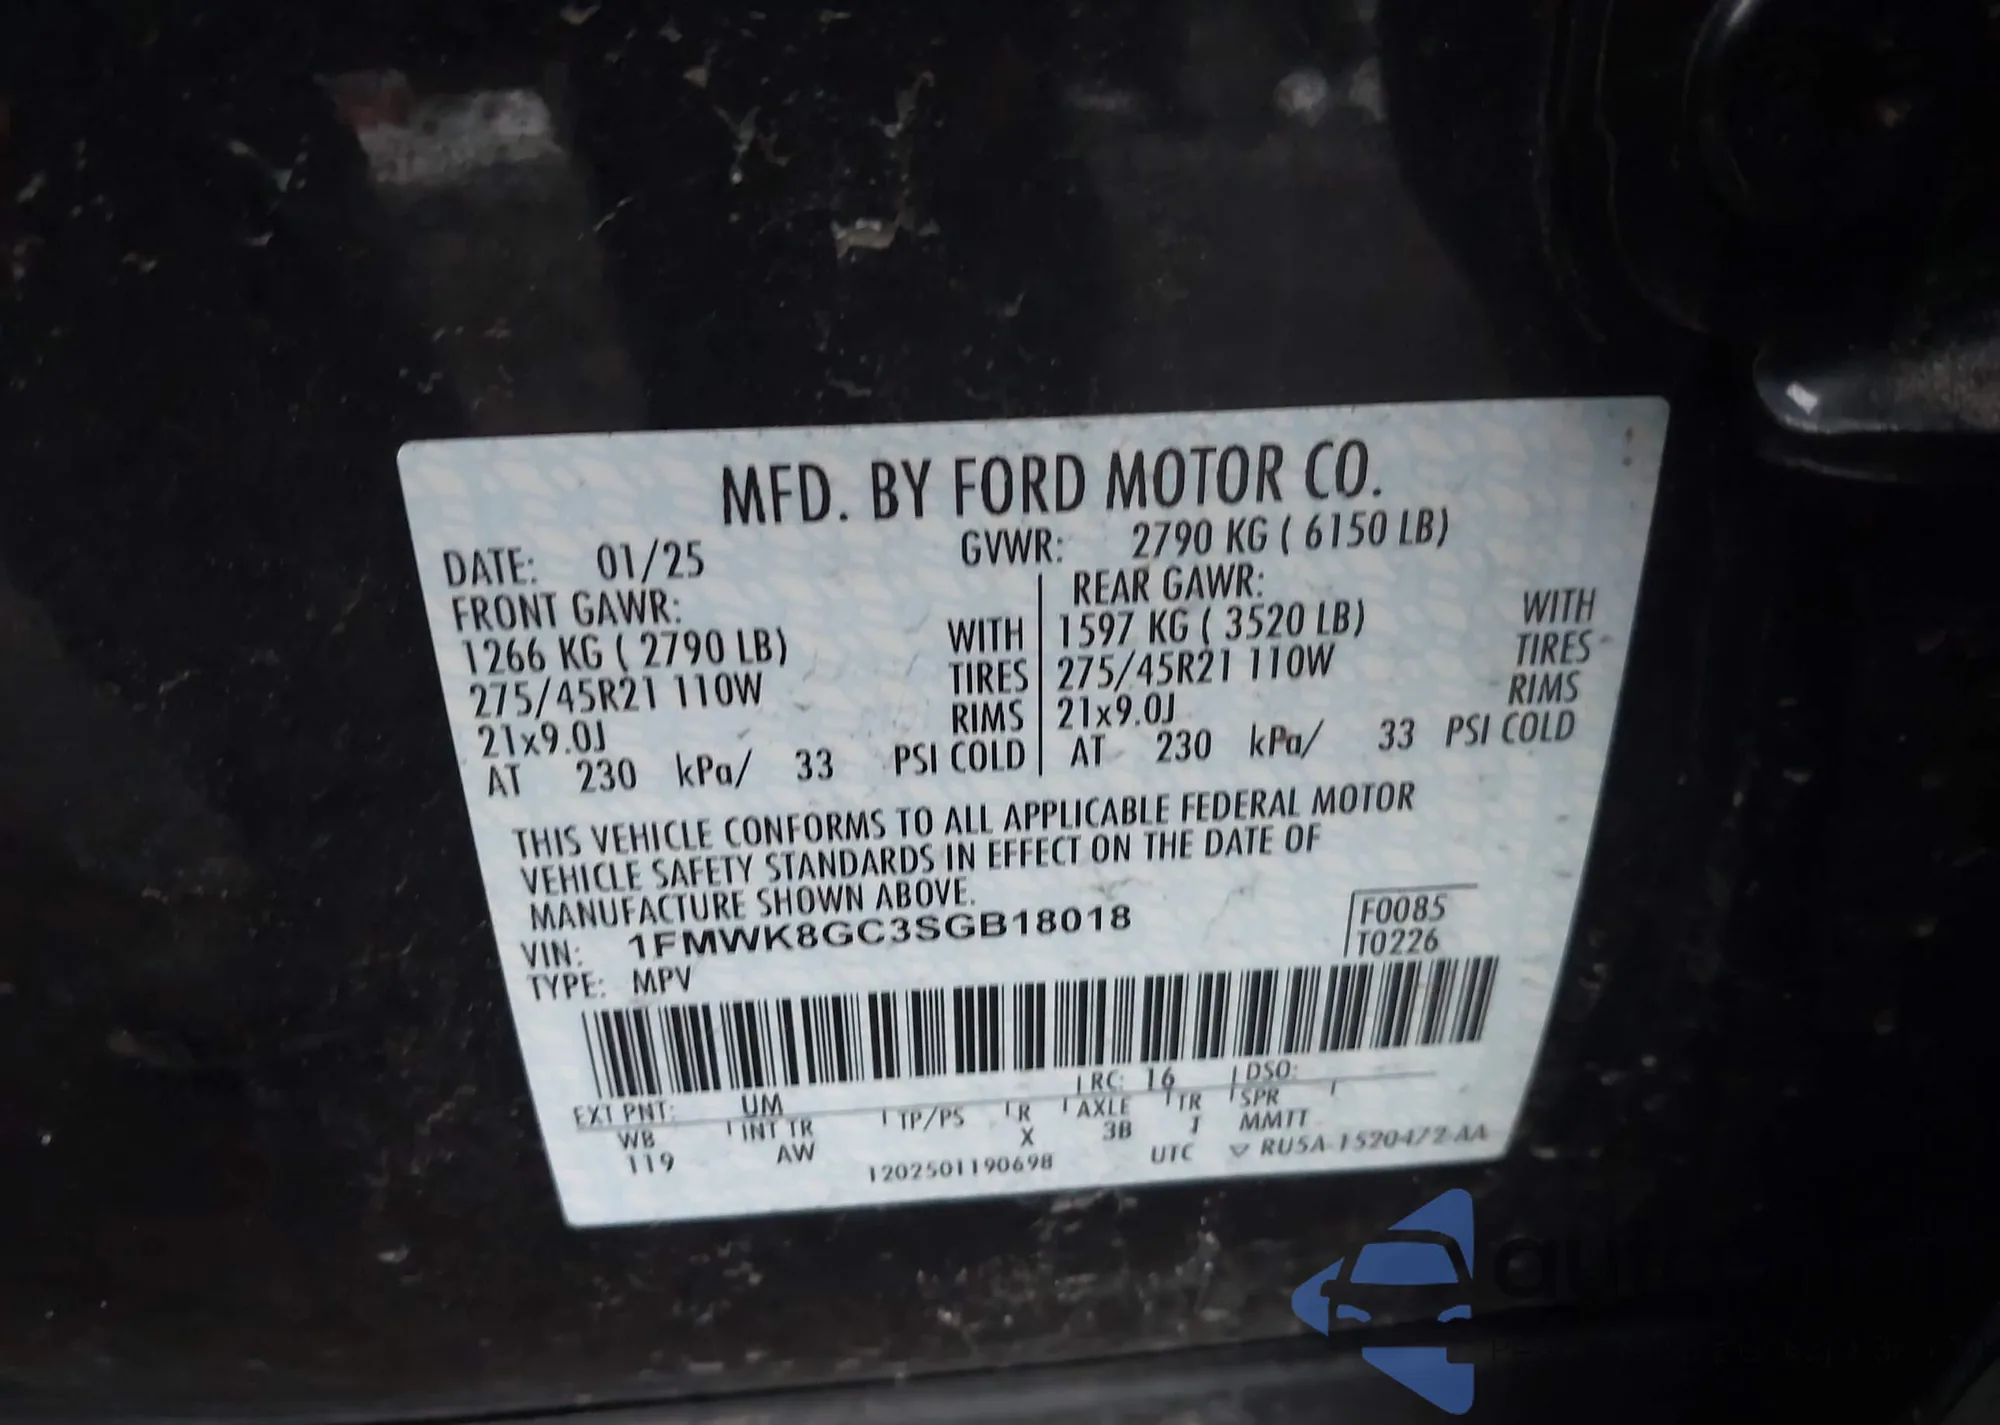 MFD. BY FORD MOTOR CO.
DATE: 01/25 GVWR: 2790 KG ( 6150 LB)
FRONT GAWR: REAR GAWR:
1266 KG ( 2790 LB) WITH 1597 KG ( 3520 LB) WITH
275/45R21 110W TIRES 275/45R21 110W TIRES
21x9.0J RIMS 21x9.0J RIMS
AT 230 kPa/ 33 PSI COLD AT 230 kPa/ 33 PSI COLD
THIS VEHICLE CONFORMS TO ALL APPLICABLE FEDERAL MOTOR
VEHICLE SAFETY STANDARDS IN EFFECT ON THE DATE OF
MANUFACTURE SHOWN ABOVE.
VIN: 1FMWK8GC3SGB18018 F0085
TYPE: MPV T0226
EXT PNT: UM RC: 16 DSO:
WB INT TR TP/PS R AXLE TR SPR
119 AW X 3B J MMTT
1202501190698 UTC